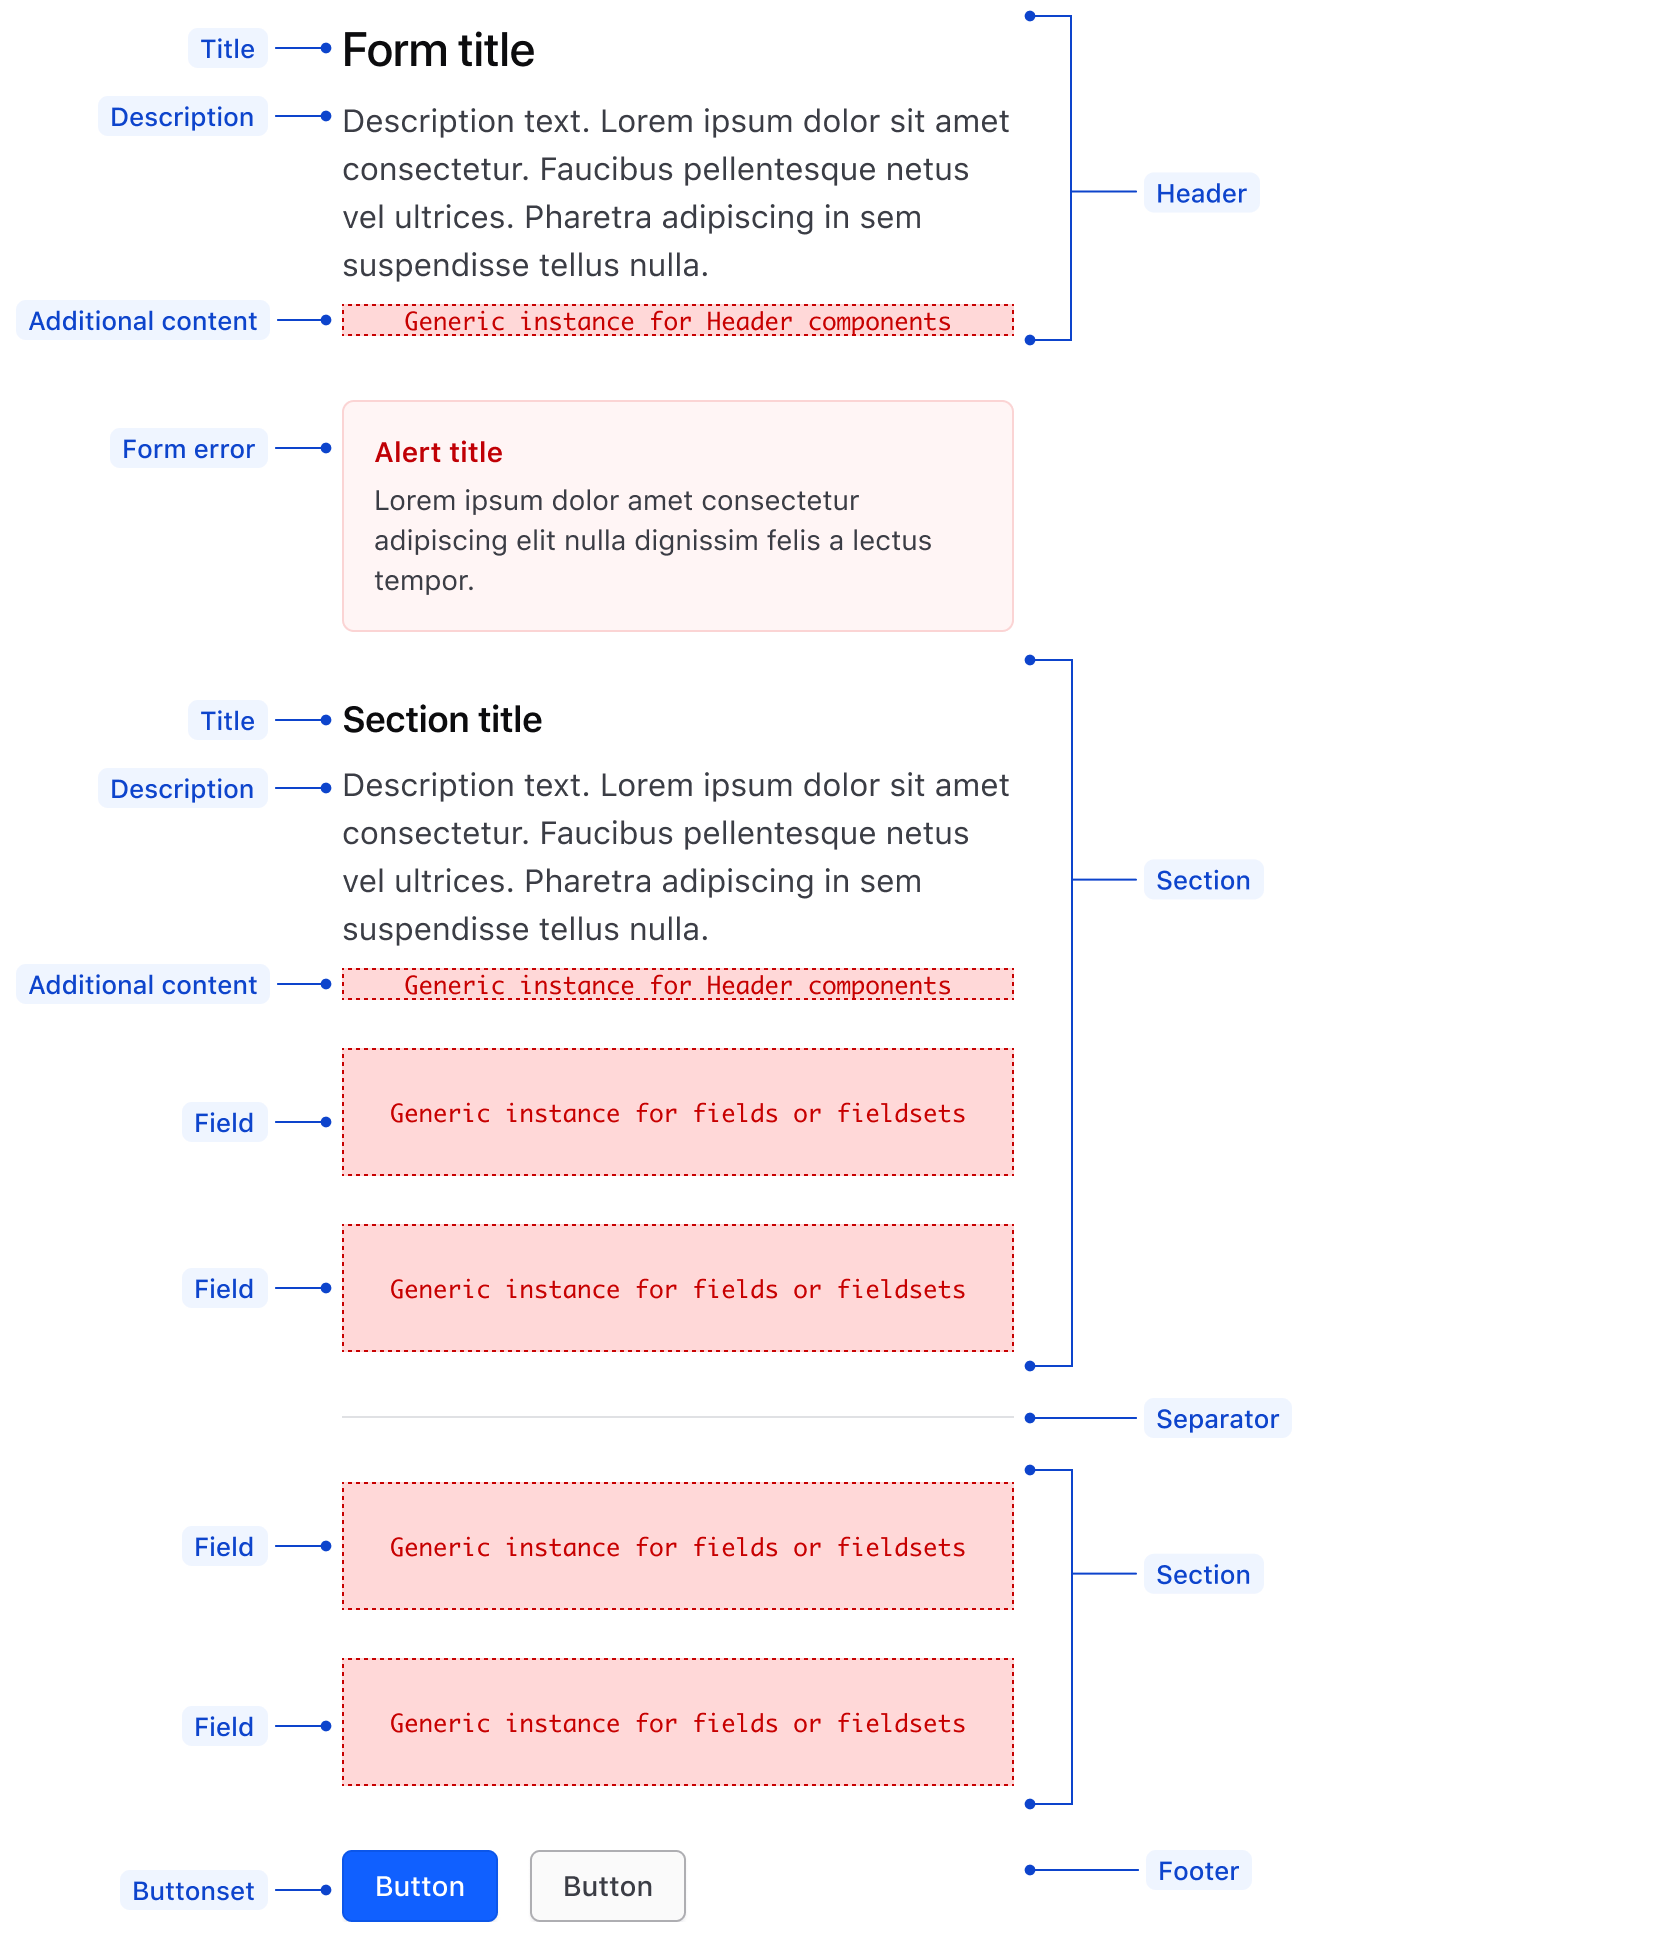 Title
Form title
Description
Description text. Lorem ipsum dolor sit amet
consectetur. Faucibus pellentesque netus
vel ultrices. Pharetra adipiscing in sem
suspendisse tellus nulla.
Header
Additional content
Generic instance for Header components
Form error
Alert title
Lorem ipsum dolor amet consectetur
adipiscing elit nulla dignissim felis a lectus
tempor.
Title
Section title
Description
Description text. Lorem ipsum dolor sit amet
consectetur. Faucibus pellentesque netus
vel ultrices. Pharetra adipiscing in sem
suspendisse tellus nulla.
Section
Additional content
Generic instance for Header components
Field
Generic instance for fields or fieldsets
Field
Generic instance for fields or fieldsets
Separator
Field
Generic instance for fields or fieldsets
Section
Field
Generic instance for fields or fieldsets
Buttonset
Button
Button
Footer